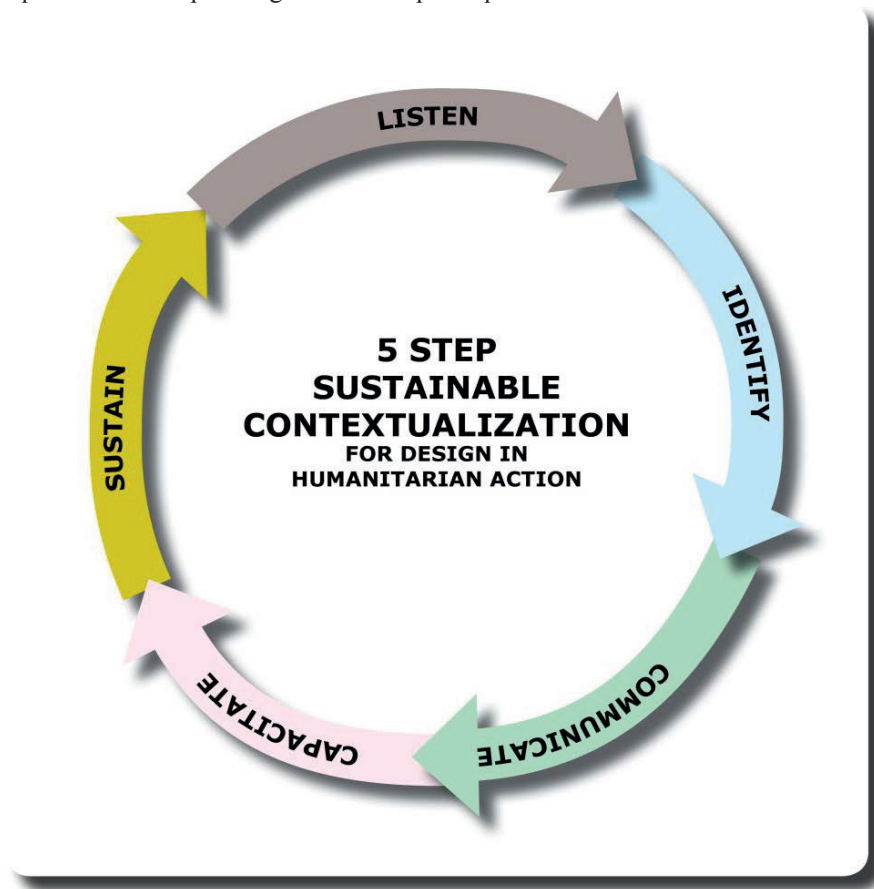 LISTEN
IDENTIFY
COMMUNICATE
CAPACITATE
SUSTAIN
5 STEP
SUSTAINABLE
CONTEXTUALIZATION
FOR DESIGN IN
HUMANITARIAN ACTION